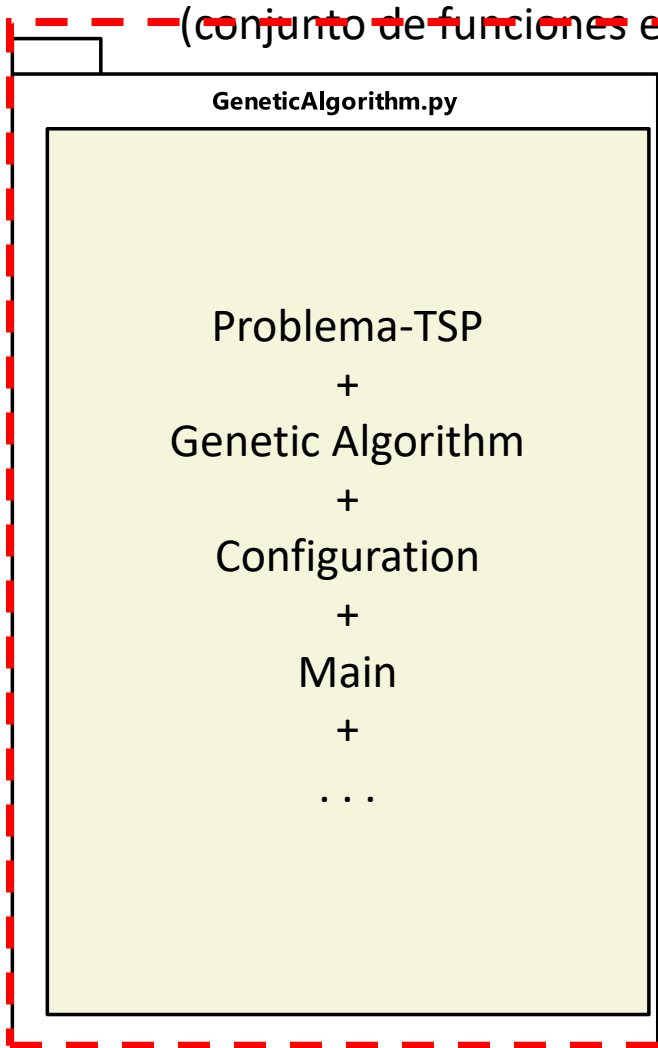 (conjunto de funciones e
GeneticAlgorithm.py
Problema-TSP
+
Genetic Algorithm
+
Configuration
+
Main
+
. . .